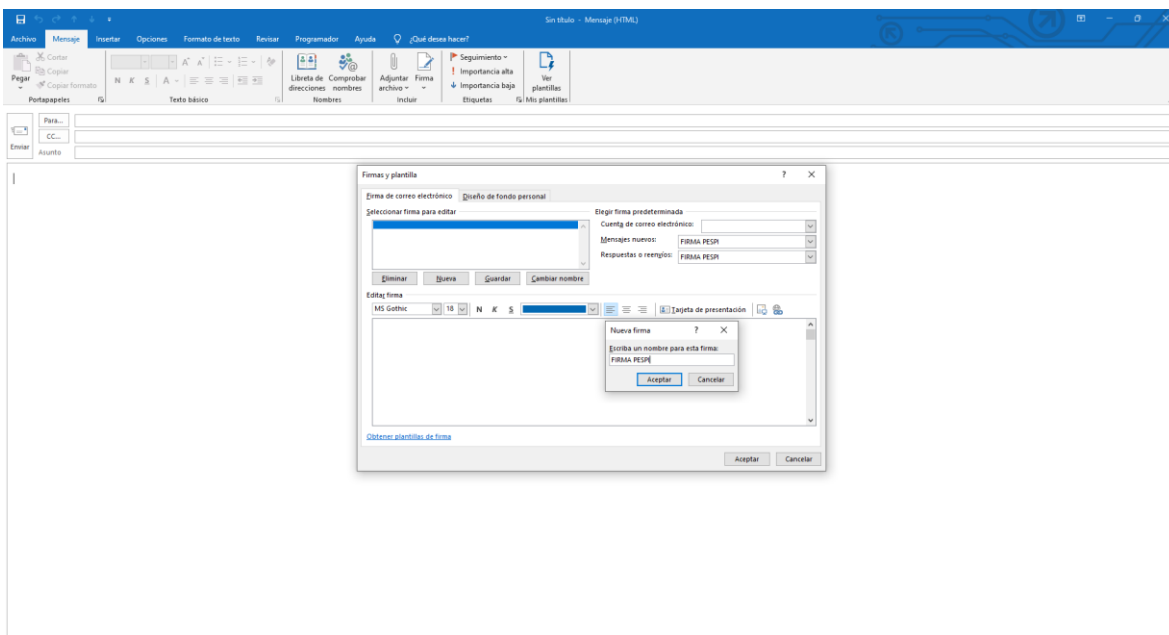 Sin título - Mensaje (HTML)
Archivo Mensaje Insertar Opciones Formato de texto Revisar Programador Ayuda ¿Qué desea hacer?
Pegar
Cortar
Copiar
Copiar formato
Portapapeles
N K S A
Texto básico
Libreta de direcciones
Comprobar nombres
Nombres
Adjuntar archivo
Firma
Incluir
Seguimiento
Importancia alta
Importancia baja
Etiquetas
Ver plantillas
Mis plantillas
Enviar
Para...
CC...
Asunto
Firmas y plantilla ? X
Firma de correo electrónico Diseño de fondo personal
Seleccionar firma para editar
Eliminar Nueva Guardar Cambiar nombre
Elegir firma predeterminada
Cuenta de correo electrónico:
Mensajes nuevos: FIRMA PESPI
Respuestas o reenvíos: FIRMA PESPI
Editar firma
MS Gothic 18 N K S Tarjeta de presentación
Nueva firma ? X
Escriba un nombre para esta firma:
FIRMA PESPI
Aceptar Cancelar
Obtener plantillas de firma
Aceptar Cancelar